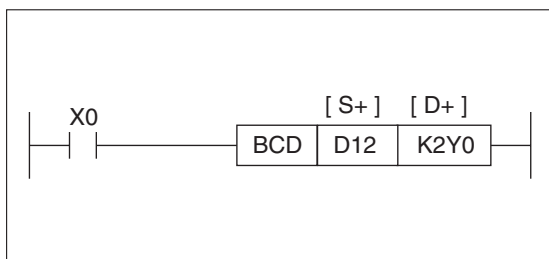 [ S+ ] [ D+ ]
X0
BCD D12 K2Y0